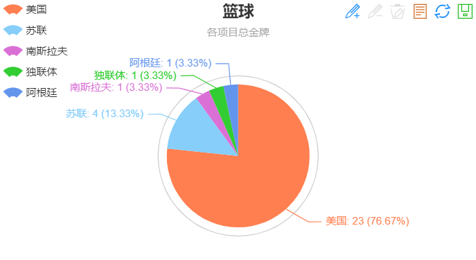 篮球
各项目总金牌
美国
苏联
南斯拉夫
独联体
阿根廷
阿根廷: 1 (3.33%)
独联体: 1 (3.33%)
南斯拉夫: 1 (3.33%)
苏联: 4 (13.33%)
美国: 23 (76.67%)